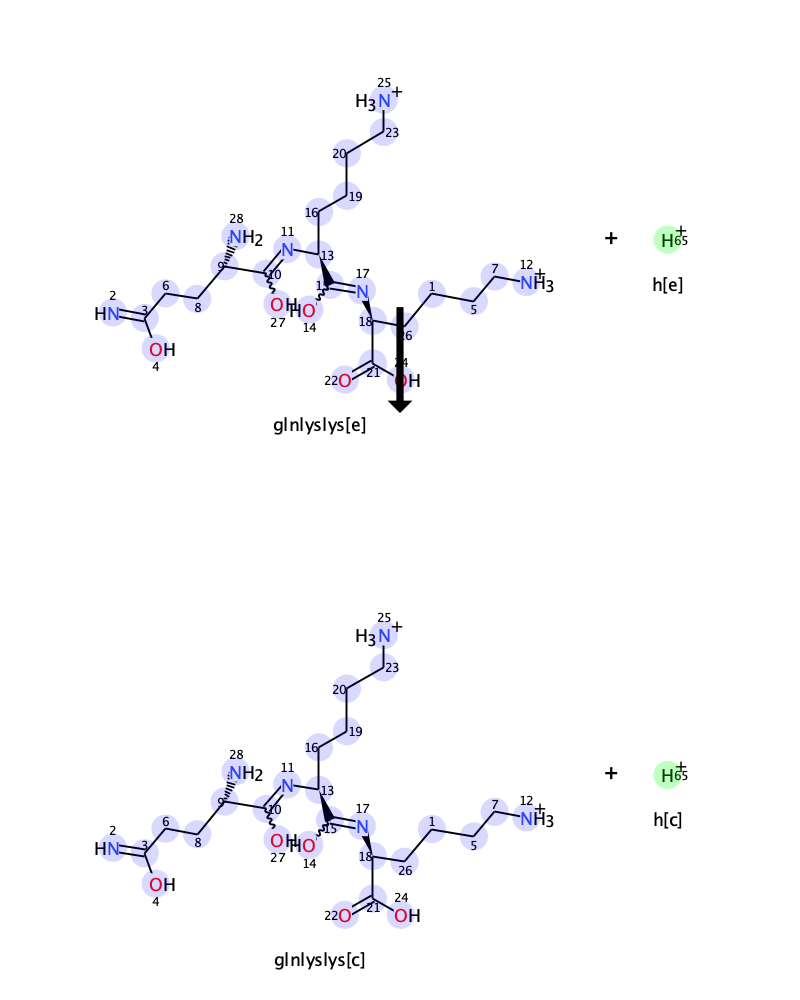 25
H3N+
23
20
19
16
28
NH2
11
N
13
9
10
17
N
15
1
7
12
NH3+
+
H+
65
h[e]
2
HN
3
6
8
OH
27
HO
14
5
18
26
OH
4
22
O
21
24
OH
glnlyslys[e]
25
H3N+
23
20
19
16
28
NH2
11
N
13
9
10
17
N
15
1
7
12
NH3+
+
H+
65
h[c]
2
HN
3
6
8
OH
27
HO
14
5
18
26
OH
4
22
O
21
24
OH
glnlyslys[c]